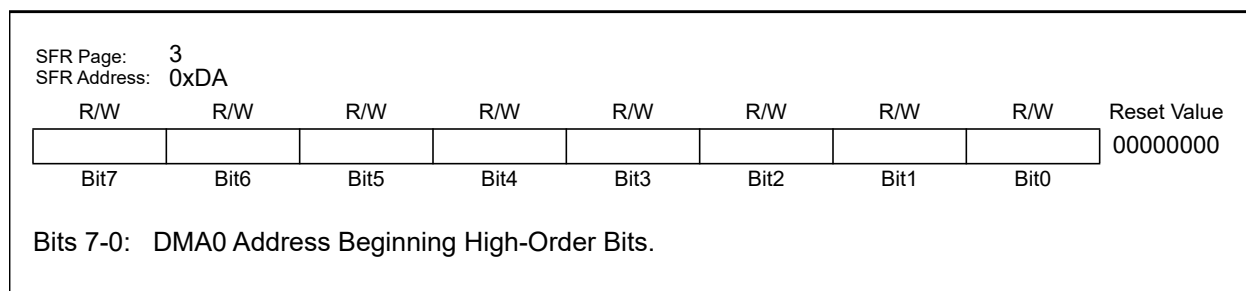 SFR Page: 3
SFR Address: 0xDA
R/W R/W R/W R/W R/W R/W R/W R/W Reset Value
00000000
Bit7 Bit6 Bit5 Bit4 Bit3 Bit2 Bit1 Bit0
Bits 7-0: DMA0 Address Beginning High-Order Bits.